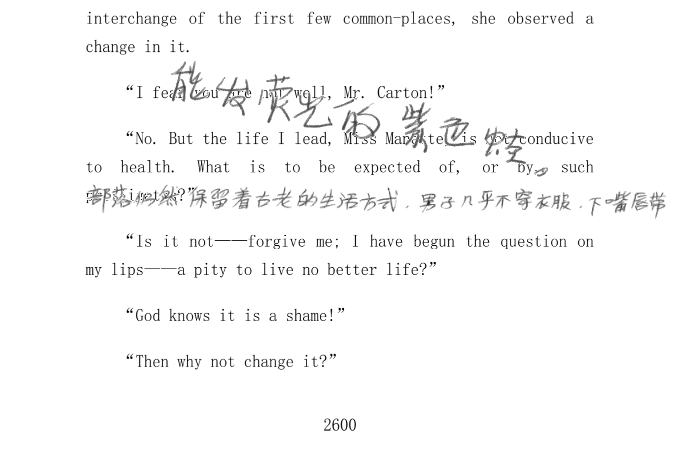 interchange of the first few common-places, she observed a
change in it.
“I fear you are not well, Mr. Carton!”
能发荧光的紫色蛙。
“No. But the life I lead, Miss Manette, is not conducive
to health. What is to be expected of, or by, such
部落仍然保留着古老的生活方式，男子几乎不穿衣服，下嘴唇带
“Is it not——forgive me; I have begun the question on
my lips——a pity to live no better life?”
“God knows it is a shame!”
“Then why not change it?”
2600